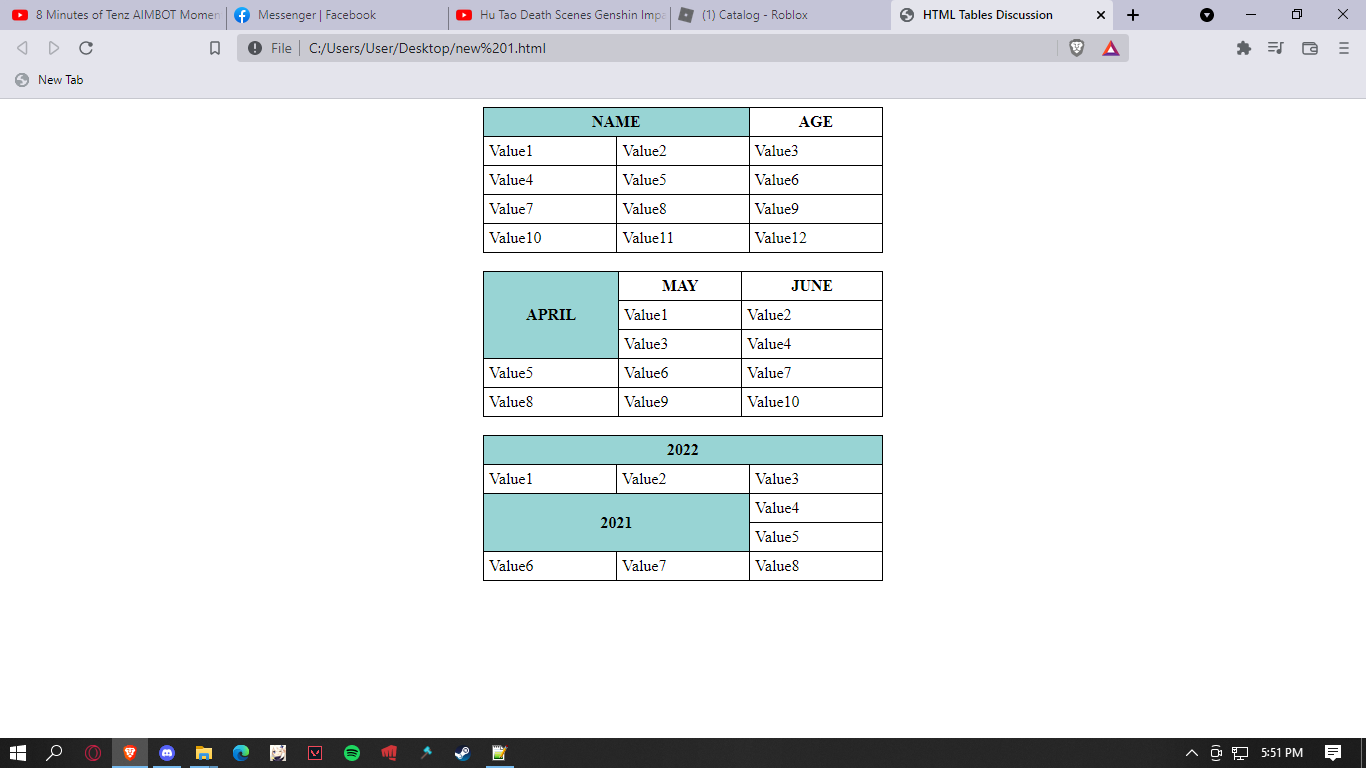 8 Minutes of Tenz AIMBOT Momen
Messenger | Facebook
Hu Tao Death Scenes Genshin Impa
(1) Catalog - Roblox
HTML Tables Discussion
File C:/Users/User/Desktop/new%201.html
New Tab
NAME AGE
Value1 Value2 Value3
Value4 Value5 Value6
Value7 Value8 Value9
Value10 Value11 Value12
APRIL MAY JUNE
Value1 Value2
Value3 Value4
Value5 Value6 Value7
Value8 Value9 Value10
2022
Value1 Value2 Value3
2021 Value4
Value5
Value6 Value7 Value8
5:51 PM